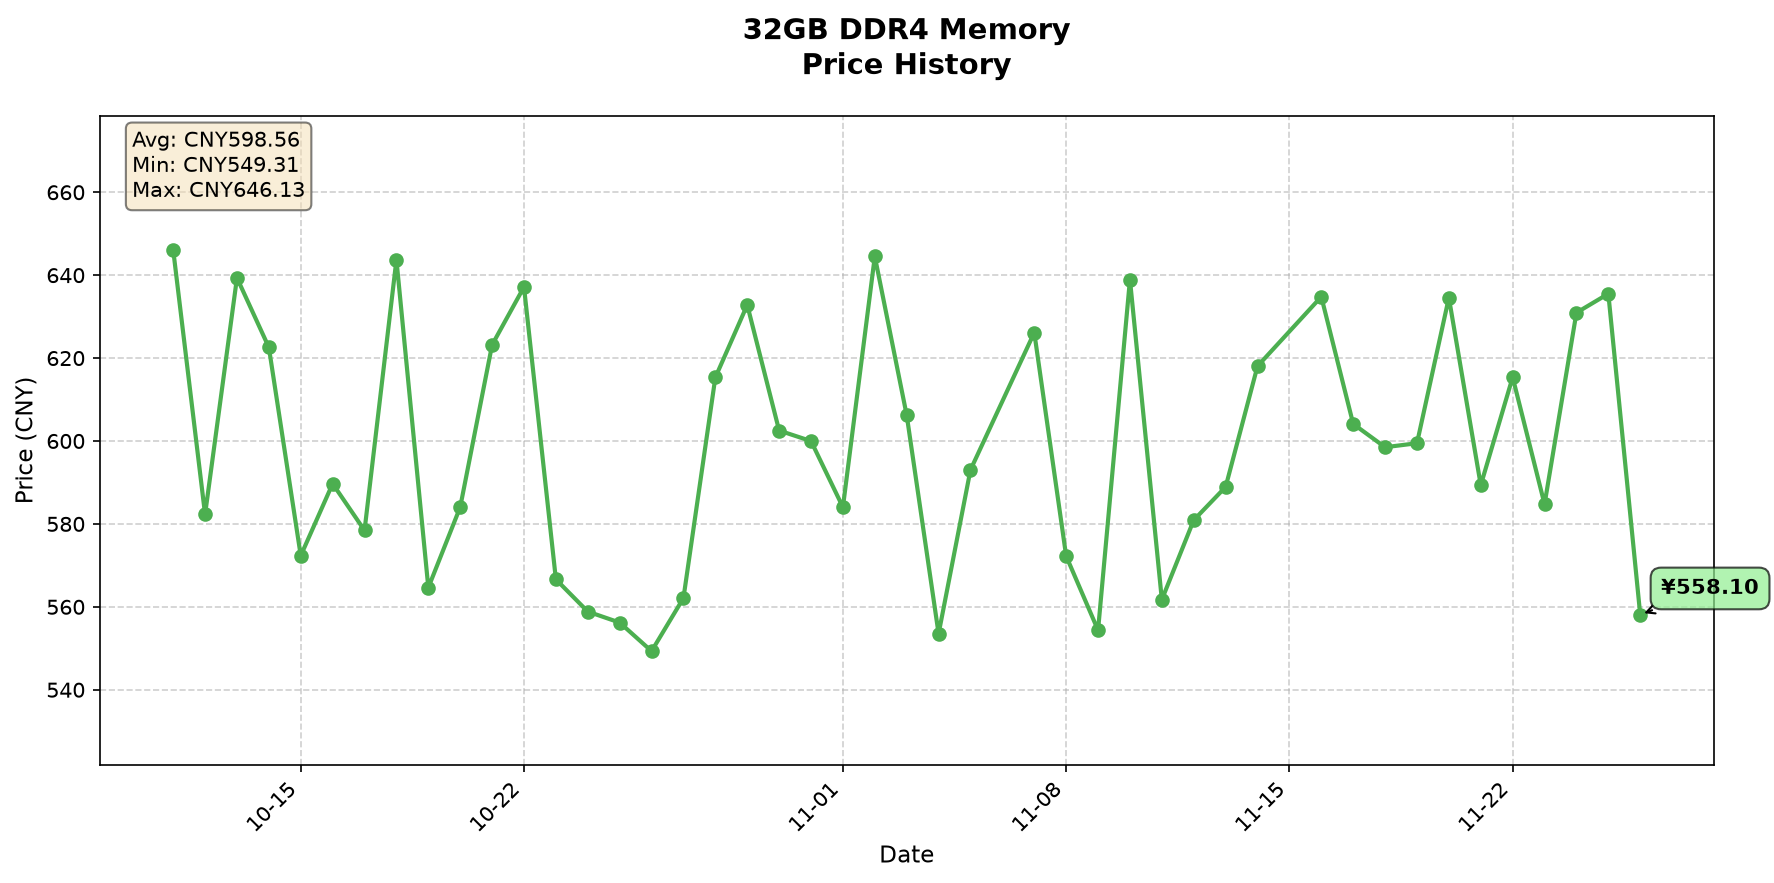 32GB DDR4 Memory
Price History
Avg: CNY598.56
Min: CNY549.31
Max: CNY646.13
660
640
620
600
580
560
540
Price (CNY)
¥558.10
10-15
10-22
11-01
11-08
11-15
11-22
Date